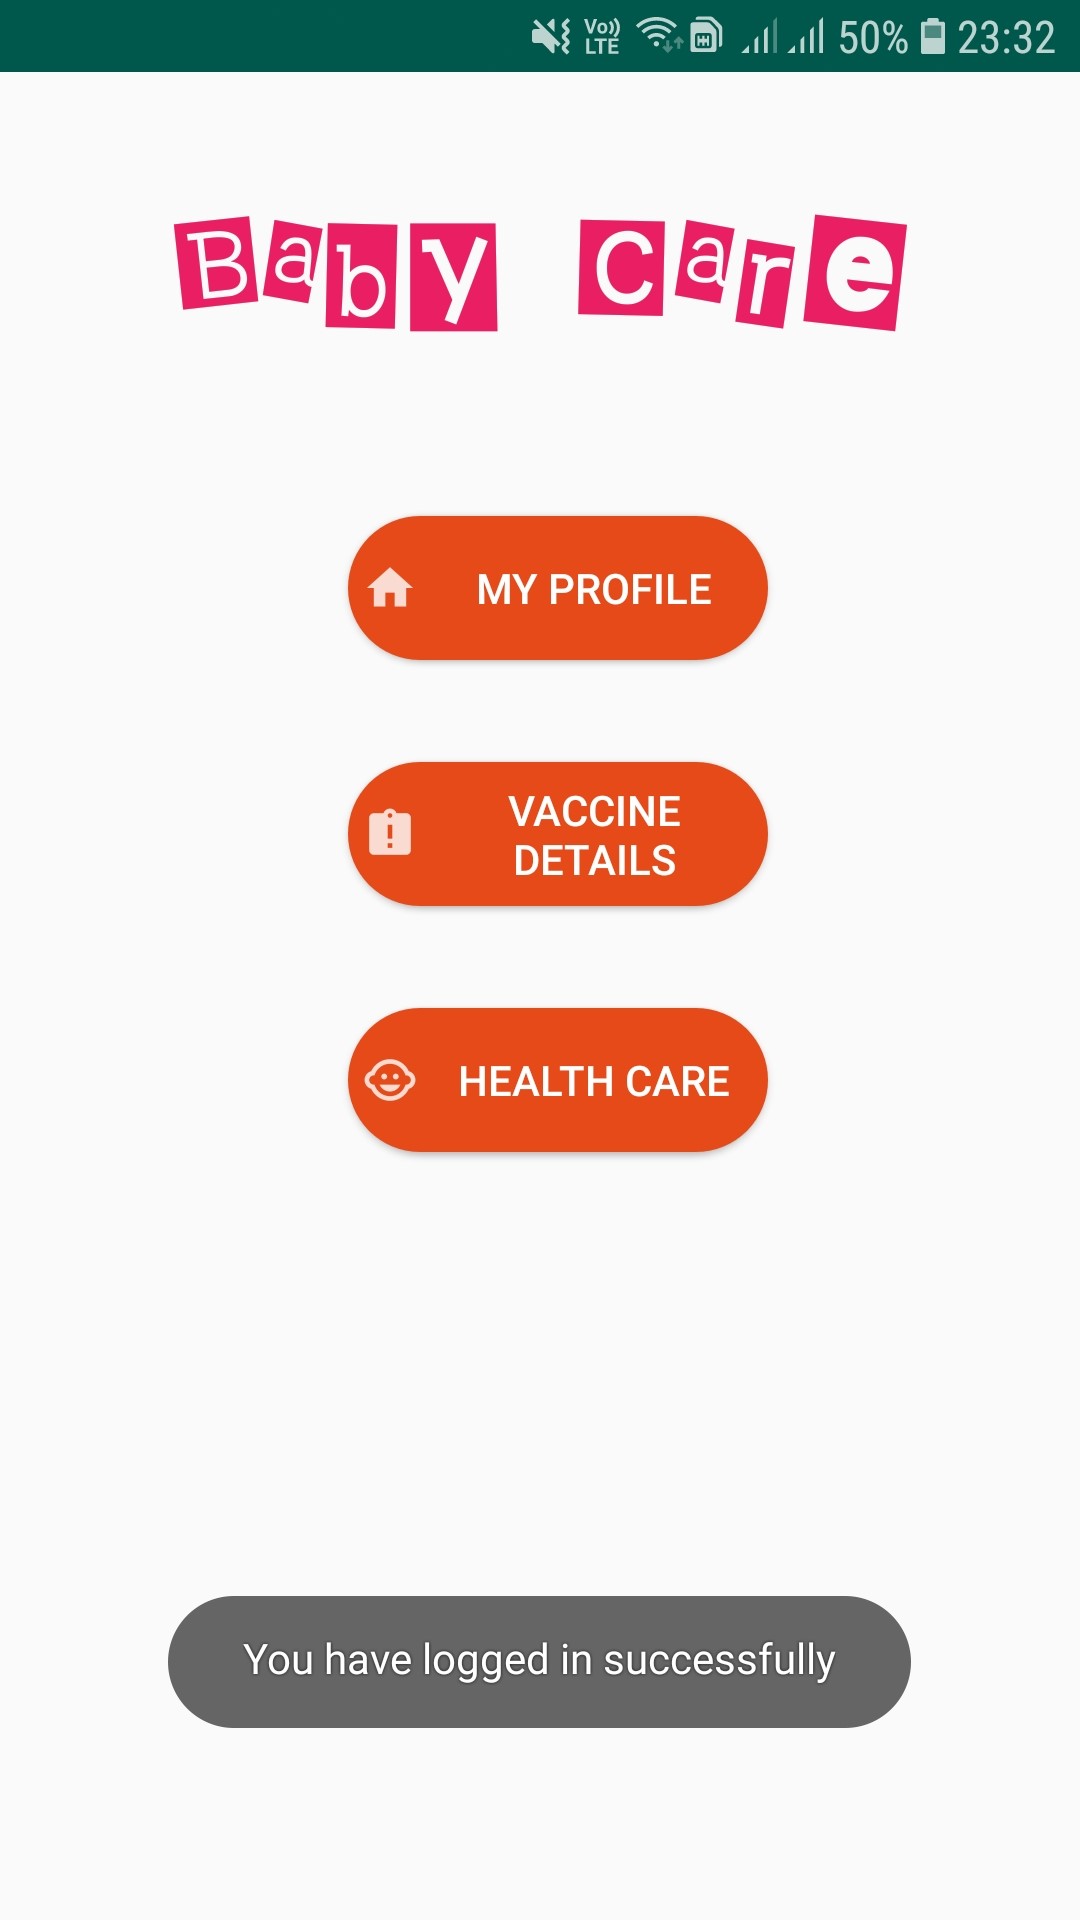 Vo)) LTE 50% 23:32
Baby Care
MY PROFILE
VACCINE
DETAILS
HEALTH CARE
You have logged in successfully